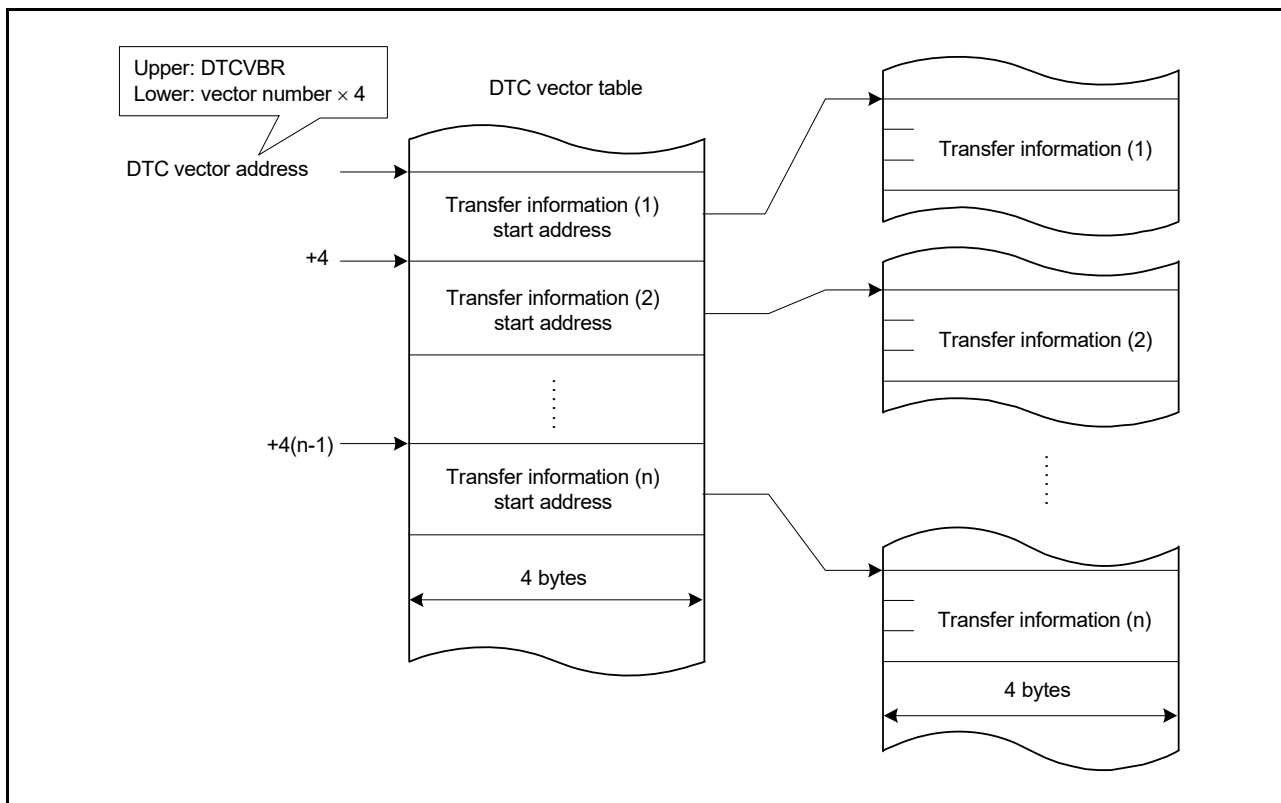 Upper: DTCVBR
Lower: vector number × 4
DTC vector address
DTC vector table
Transfer information (1)
start address
+4
Transfer information (2)
start address
+4(n-1)
Transfer information (n)
start address
4 bytes
Transfer information (1)
Transfer information (2)
Transfer information (n)
4 bytes